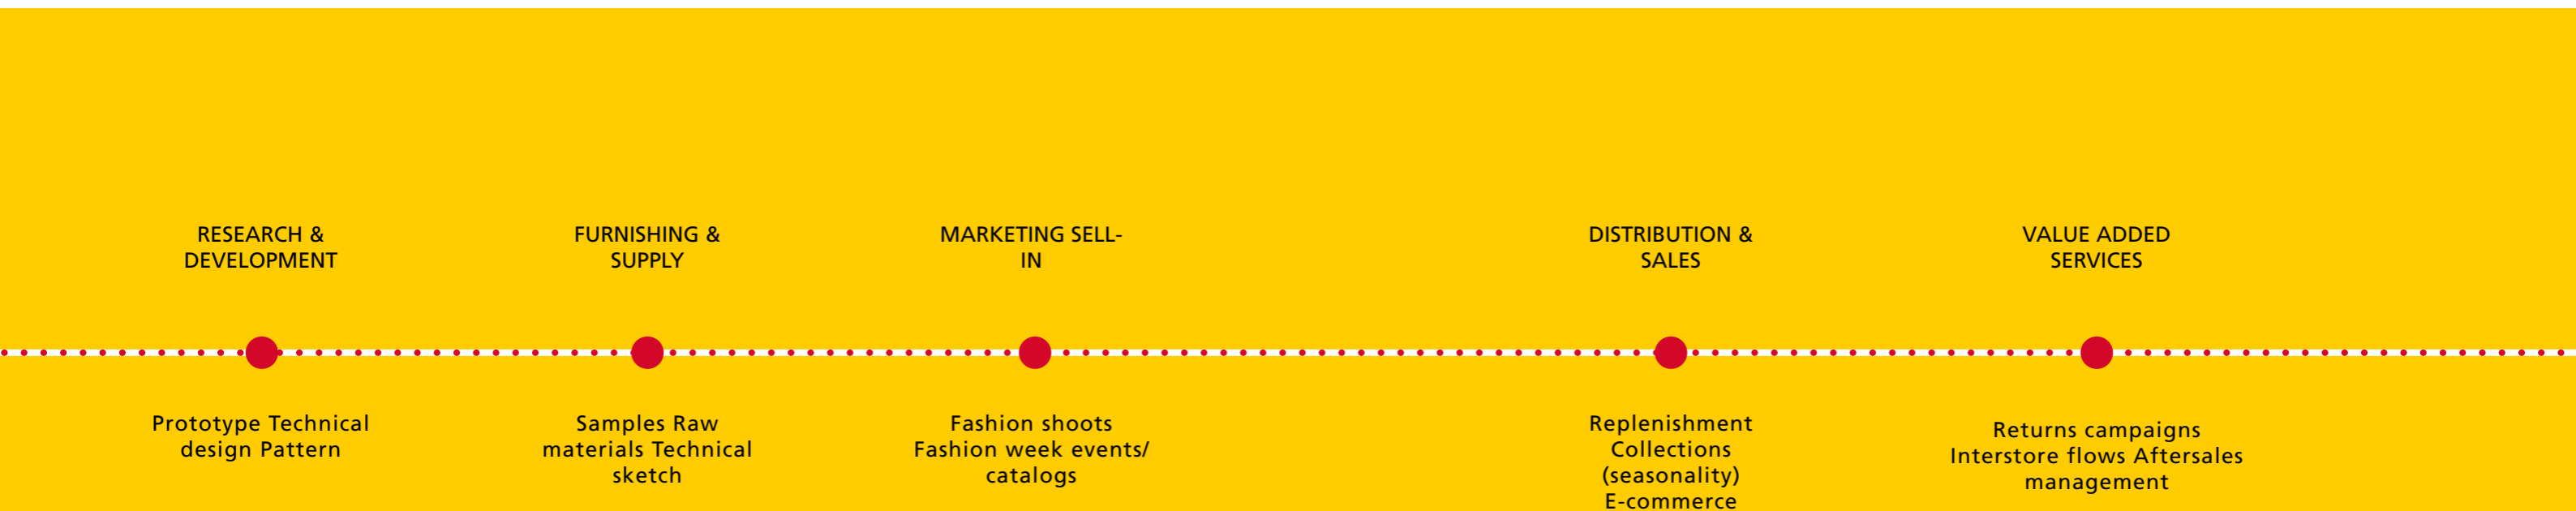 RESEARCH &
DEVELOPMENT
FURNISHING &
SUPPLY
MARKETING SELL-
IN
DISTRIBUTION &
SALES
VALUE ADDED
SERVICES
Prototype Technical
design Pattern
Samples Raw
materials Technical
sketch
Fashion shoots
Fashion week events/
catalogs
Replenishment
Collections
(seasonality)
E-commerce
Returns campaigns
Interstore flows Aftersales
management